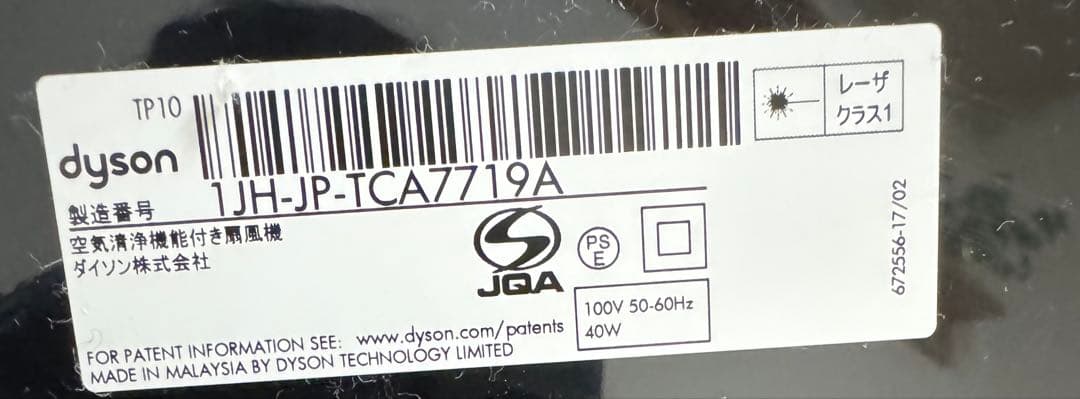 TP10
dyson
製造番号 1JH-JP-TCA7719A
空気清浄機能付き扇風機
ダイソン株式会社
レーザ
クラス1
JQA
PS
E
100V 50-60Hz
40W
672556-17/02
FOR PATENT INFORMATION SEE: www.dyson.com/patents
MADE IN MALAYSIA BY DYSON TECHNOLOGY LIMITED